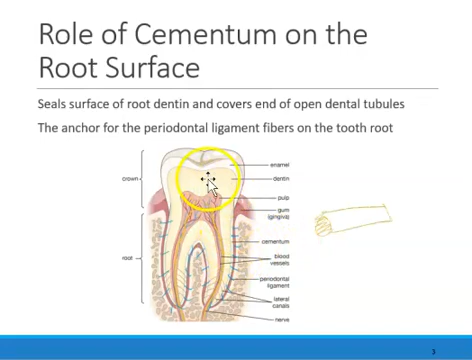 Role of Cementum on the
Root Surface
Seals surface of root dentin and covers end of open dental tubules
The anchor for the periodontal ligament fibers on the tooth root
enamel
crown
dentin
pulp
gum
(gingiva)
cementum
root
blood
vessels
periodontal
ligament
lateral
canals
nerve
3